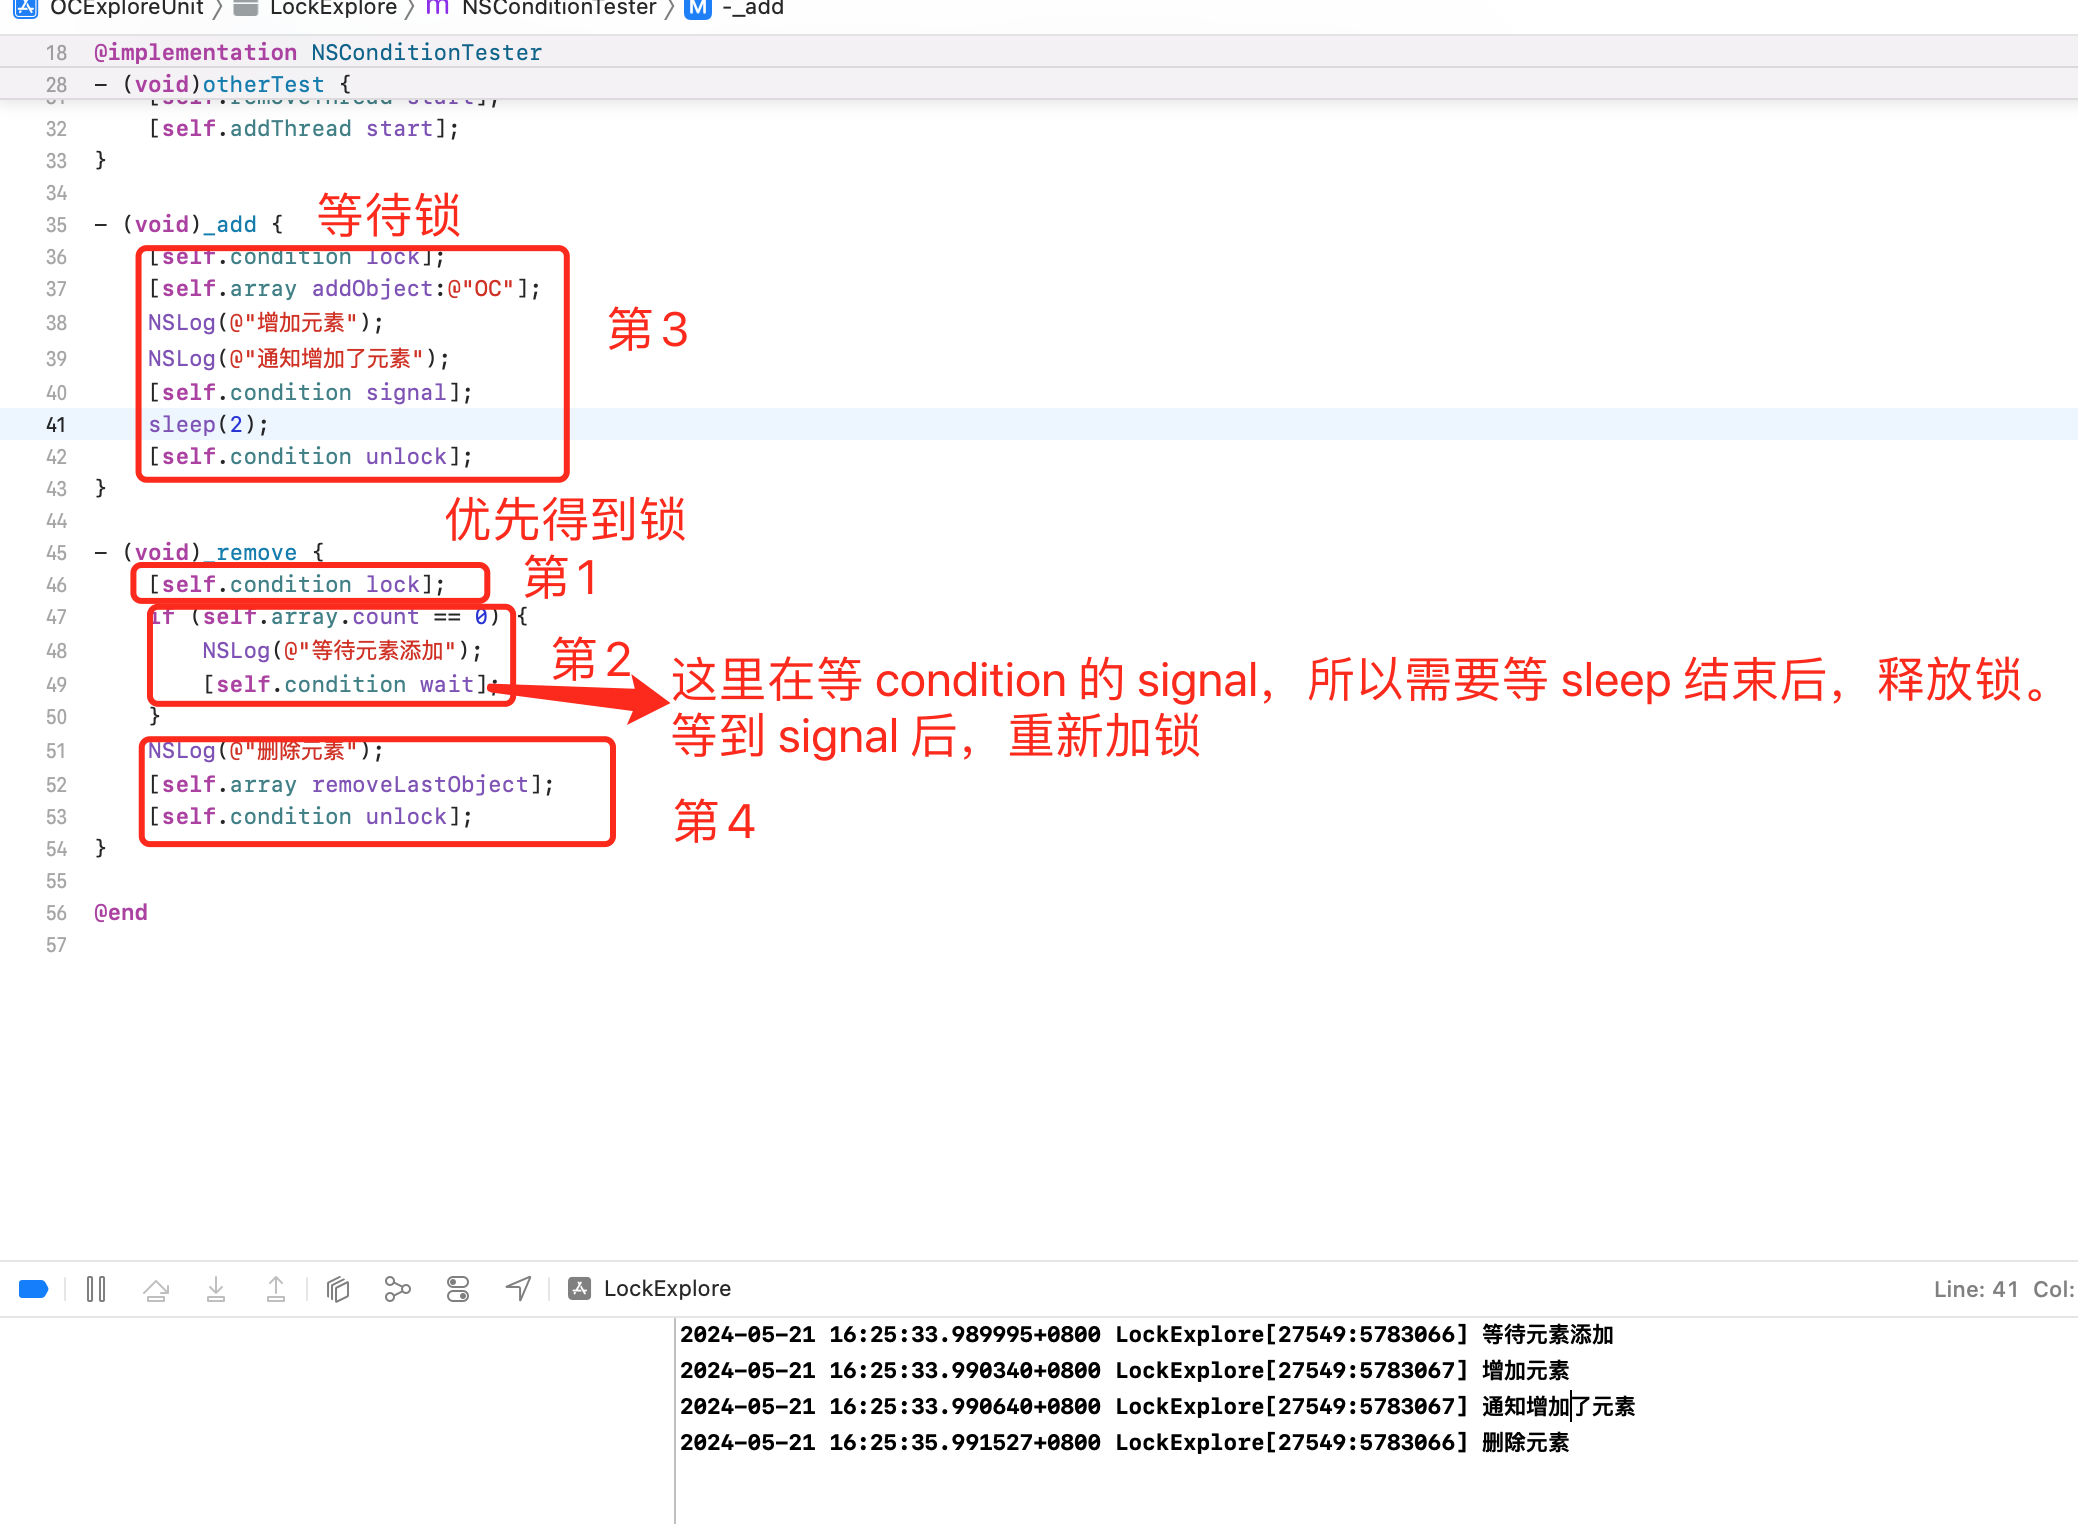 OCExploreUnit 〉 LockExplore 〉 m NSConditionTester 〉 M -_add
18 @implementation NSConditionTester
28 - (void)otherTest {
31 [self.removeThread start];
32 [self.addThread start];
33 }
34
等待锁
35 - (void)_add {
36 [self.condition lock];
37 [self.array addObject:@"OC"];
38 NSLog(@"增加元素");
第3
39 NSLog(@"通知增加了元素");
40 [self.condition signal];
41 sleep(2);
42 [self.condition unlock];
43 }
44
优先得到锁
45 - (void)_remove {
46 [self.condition lock];
第1
47 if (self.array.count == 0) {
48 NSLog(@"等待元素添加");
第2
49 [self.condition wait];
这里在等 condition 的 signal，所以需要等 sleep 结束后，释放锁。
等到 signal 后，重新加锁
50 }
51 NSLog(@"删除元素");
52 [self.array removeLastObject];
53 [self.condition unlock];
第4
54 }
55
56 @end
57
LockExplore
Line: 41 Col:
2024-05-21 16:25:33.989995+0800 LockExplore[27549:5783066] 等待元素添加
2024-05-21 16:25:33.990340+0800 LockExplore[27549:5783067] 增加元素
2024-05-21 16:25:33.990640+0800 LockExplore[27549:5783067] 通知增加了元素
2024-05-21 16:25:35.991527+0800 LockExplore[27549:5783066] 删除元素